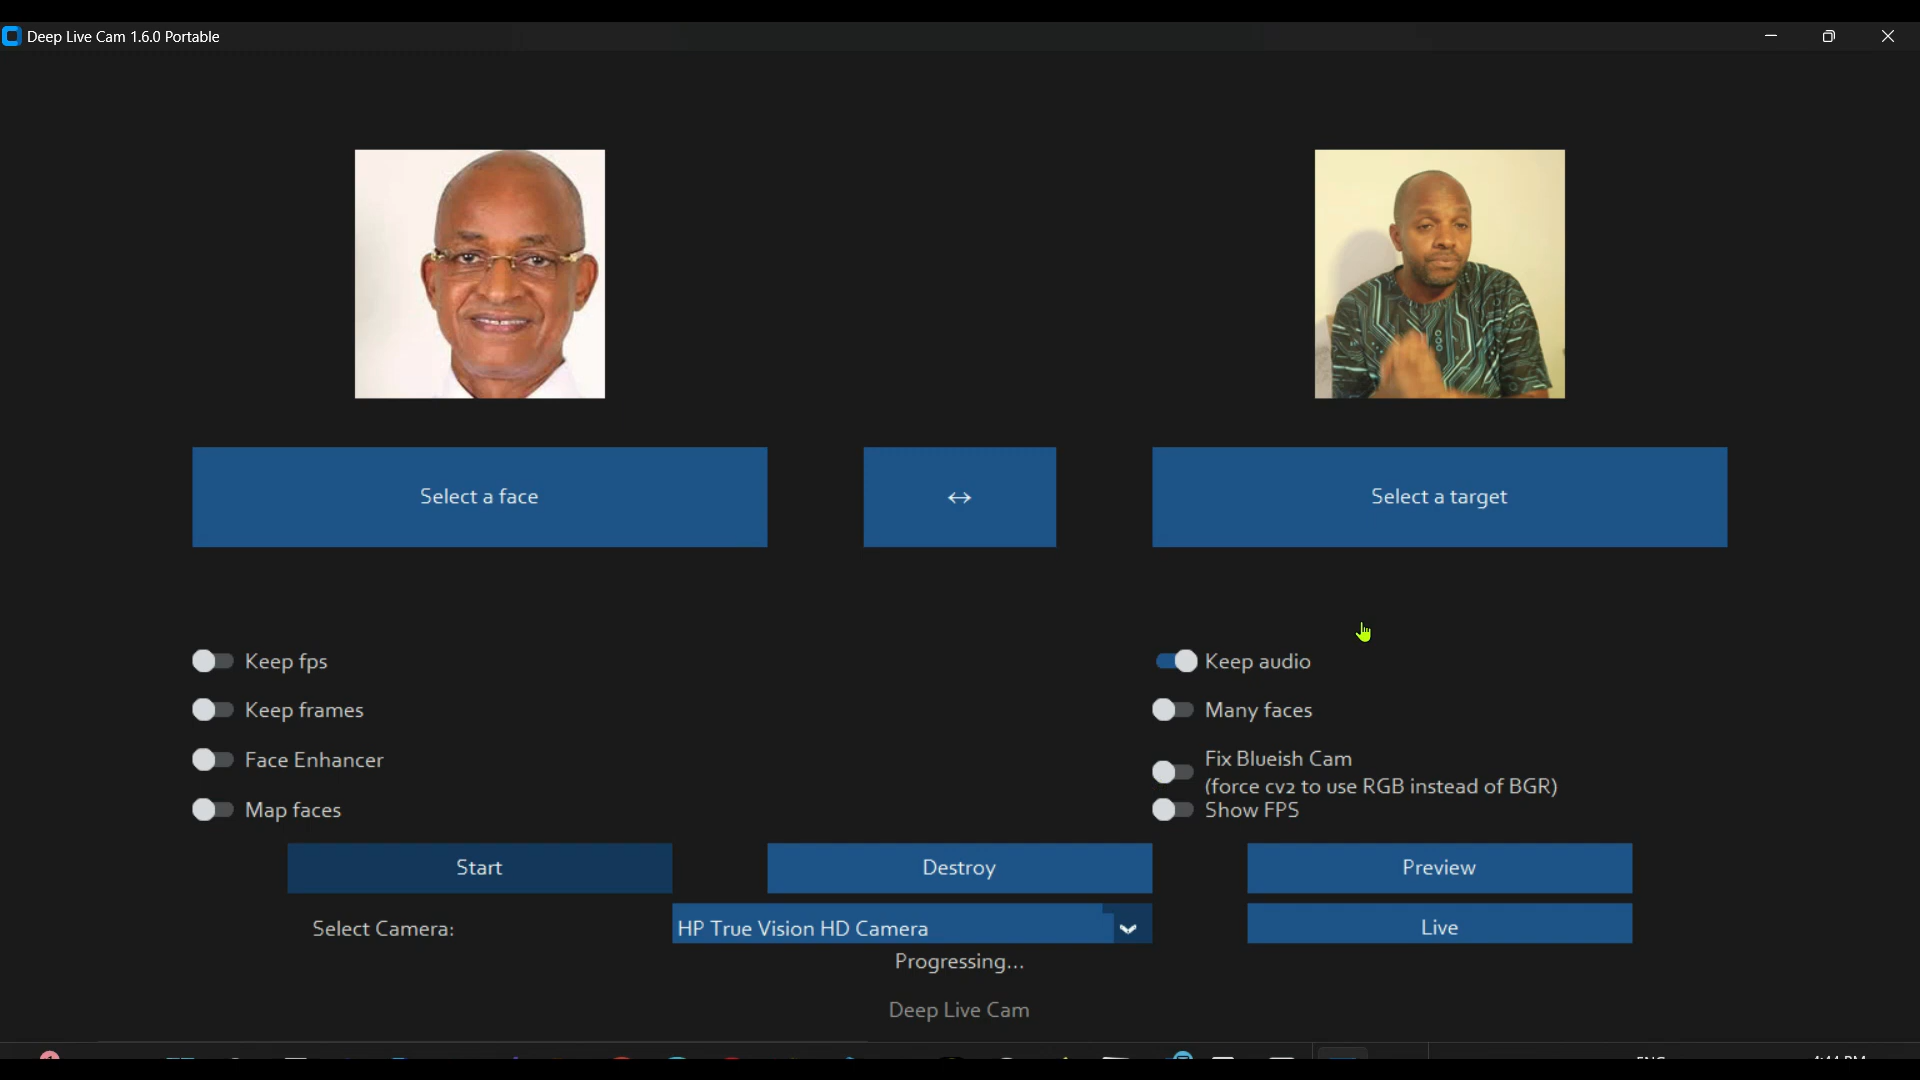 Deep Live Cam 1.6.0 Portable
Select a face
↔
Select a target
Keep fps
Keep audio
Keep frames
Many faces
Face Enhancer
Fix Blueish Cam
(force cv2 to use RGB instead of BGR)
Map faces
Show FPS
Start
Destroy
Preview
Select Camera:
HP True Vision HD Camera
Live
Progressing...
Deep Live Cam